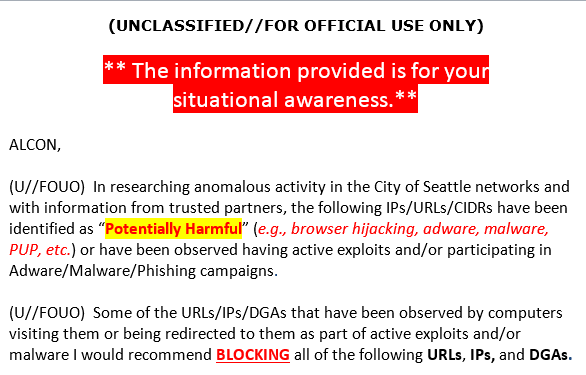 (UNCLASSIFIED//FOR OFFICIAL USE ONLY)
** The information provided is for your
situational awareness.**
ALCON,
(U//FOUO) In researching anomalous activity in the City of Seattle networks and
with information from trusted partners, the following IPs/URLs/CIDRs have been
identified as “Potentially Harmful” (e.g., browser hijacking, adware, malware,
PUP, etc.) or have been observed having active exploits and/or participating in
Adware/Malware/Phishing campaigns.
(U//FOUO) Some of the URLs/IPs/DGAs that have been observed by computers
visiting them or being redirected to them as part of active exploits and/or
malware I would recommend BLOCKING all of the following URLs, IPs, and DGAs.